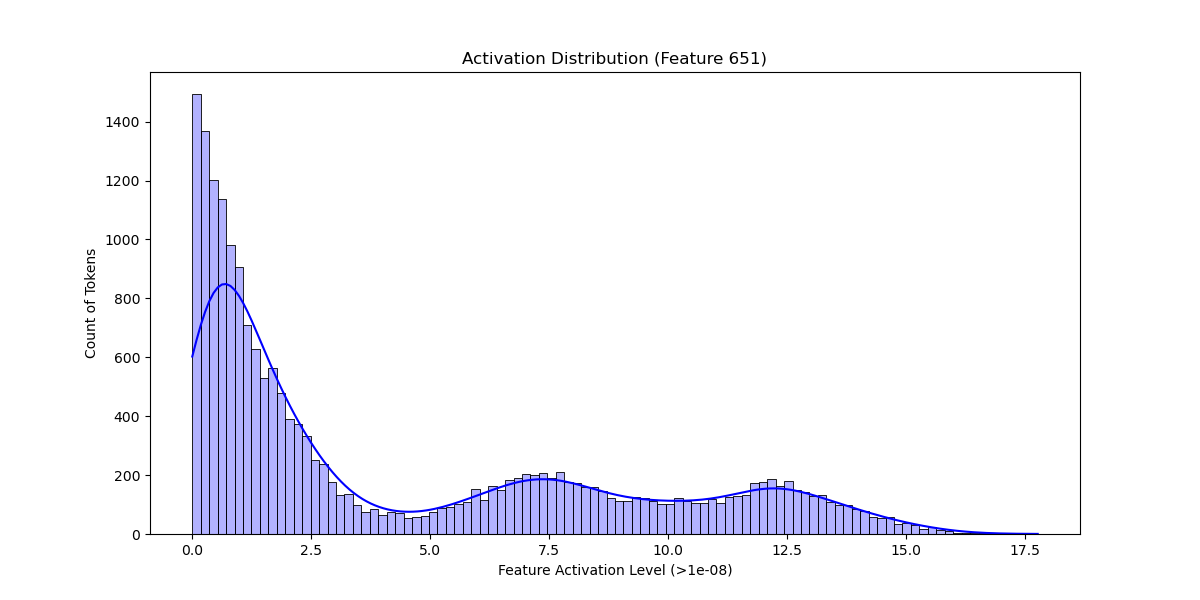 Activation Distribution (Feature 651)
Count of Tokens
1400
1200
1000
800
600
400
200
0
0.0 2.5 5.0 7.5 10.0 12.5 15.0 17.5
Feature Activation Level (>1e-08)